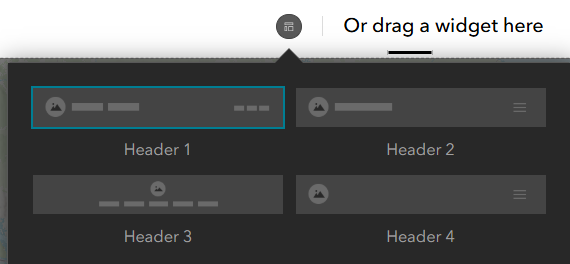 Or drag a widget here
Header 1
Header 2
Header 3
Header 4